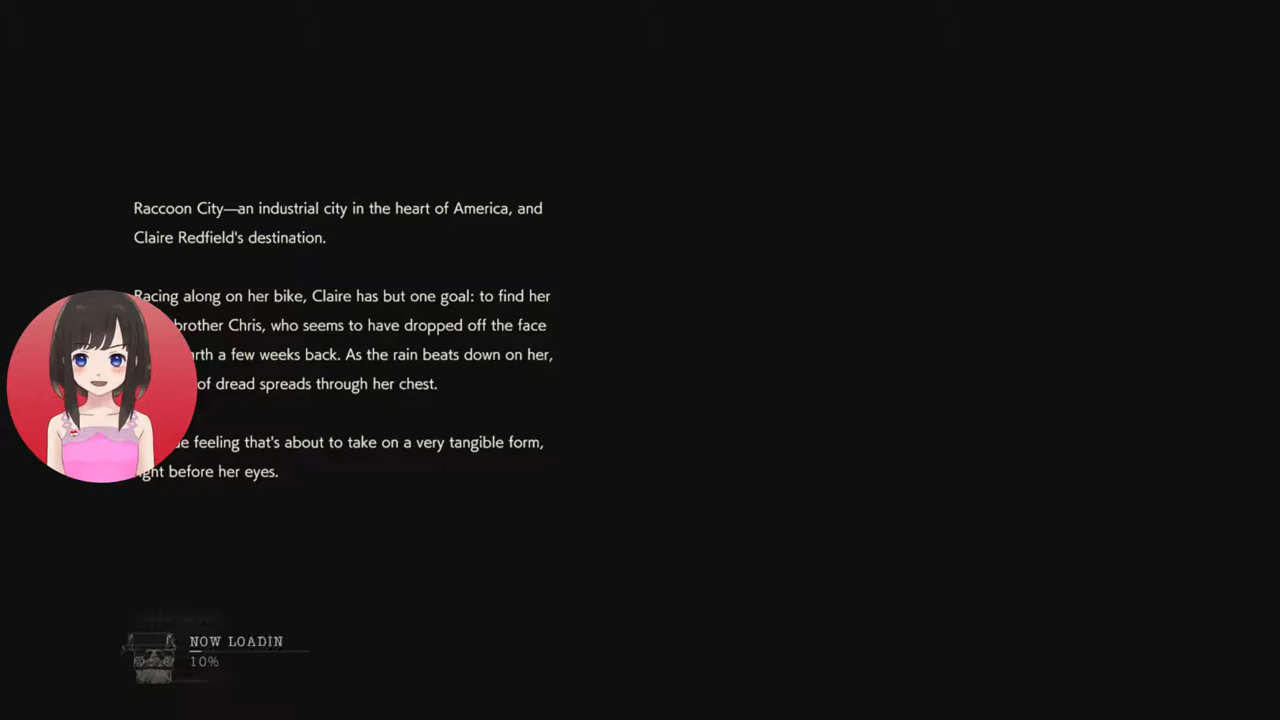 Raccoon City—an industrial city in the heart of America, and
Claire Redfield's destination.
Racing along on her bike, Claire has but one goal: to find her
brother Chris, who seems to have dropped off the face
a few weeks back. As the rain beats down on her,
of dread spreads through her chest.
feeling that's about to take on a very tangible form,
before her eyes.
NOW LOADIN
10%